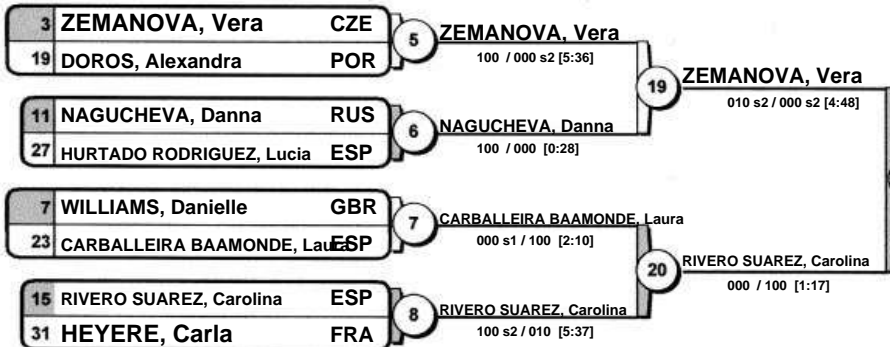 3 ZEMANOVA, Vera CZE
19 DOROS, Alexandra POR
5
ZEMANOVA, Vera
100 / 000 s2 [5:36]
11 NAGUCHEVA, Danna RUS
27 HURTADO RODRIGUEZ, Lucia ESP
6
NAGUCHEVA, Danna
100 / 000 [0:28]
19
ZEMANOVA, Vera
010 s2 / 000 s2 [4:48]
7 WILLIAMS, Danielle GBR
23 CARBALLEIRA BAAMONDE, Laura ESP
7
CARBALLEIRA BAAMONDE, Laura
000 s1 / 100 [2:10]
15 RIVERO SUAREZ, Carolina ESP
31 HEYERE, Carla FRA
8
RIVERO SUAREZ, Carolina
100 s2 / 010 [5:37]
20
RIVERO SUAREZ, Carolina
000 / 100 [1:17]